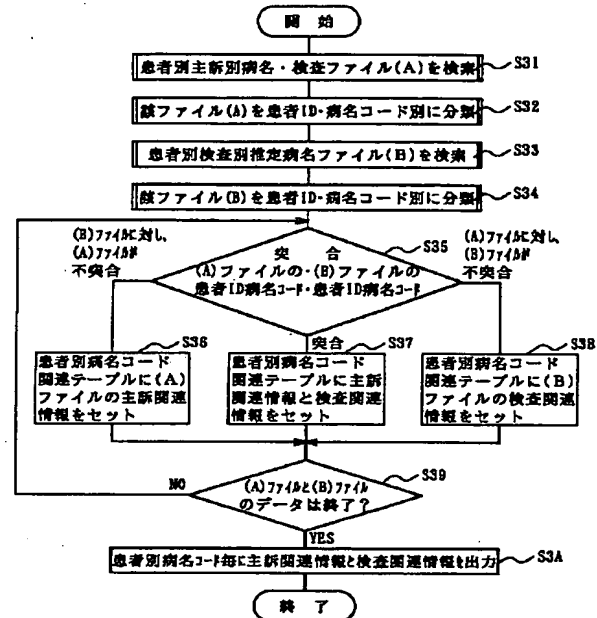 開 始
患者別主訴別病名・検査ファイル(A)を検索
S31
該ファイル(A)を患者ID・病名コード別に分類
S32
患者別検査別推定病名ファイル(B)を検索
S33
該ファイル(B)を患者ID・病名コード別に分類
S34
(B)ファイルに対し、
(A)ファイルが
不突合
突 合
(A)ファイルの・(B)ファイルの
患者ID病名コード・患者ID病名コード
S35
(A)ファイルに対し、
(B)ファイルが
不突合
突合
S36
患者別病名コード
関連テーブルに(A)
ファイルの主訴関連
情報をセット
S37
患者別病名コード
関連テーブルに主訴
関連情報と検査関連
情報をセット
S38
患者別病名コード
関連テーブルに(B)
ファイルの検査関連
情報をセット
S39
(A)ファイルと(B)ファイル
のデータは終了?
NO
YES
患者別病名コード毎に主訴関連情報と検査関連情報を出力
S3A
終 了